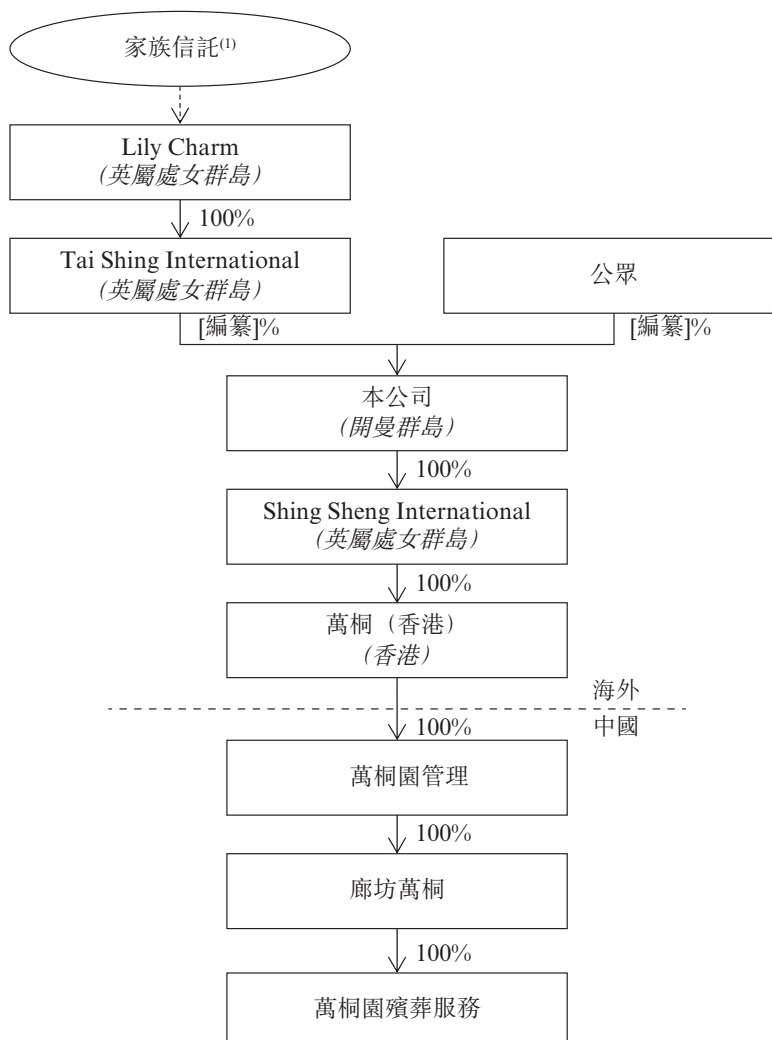 家族信託(1)
Lily Charm
(英屬處女群島)
100%
Tai Shing International
(英屬處女群島)
公眾
[編纂]%
[編纂]%
本公司
(開曼群島)
100%
Shing Sheng International
(英屬處女群島)
100%
萬桐（香港）
(香港)
海外
100%
中國
萬桐園管理
100%
廊坊萬桐
100%
萬桐園殯葬服務